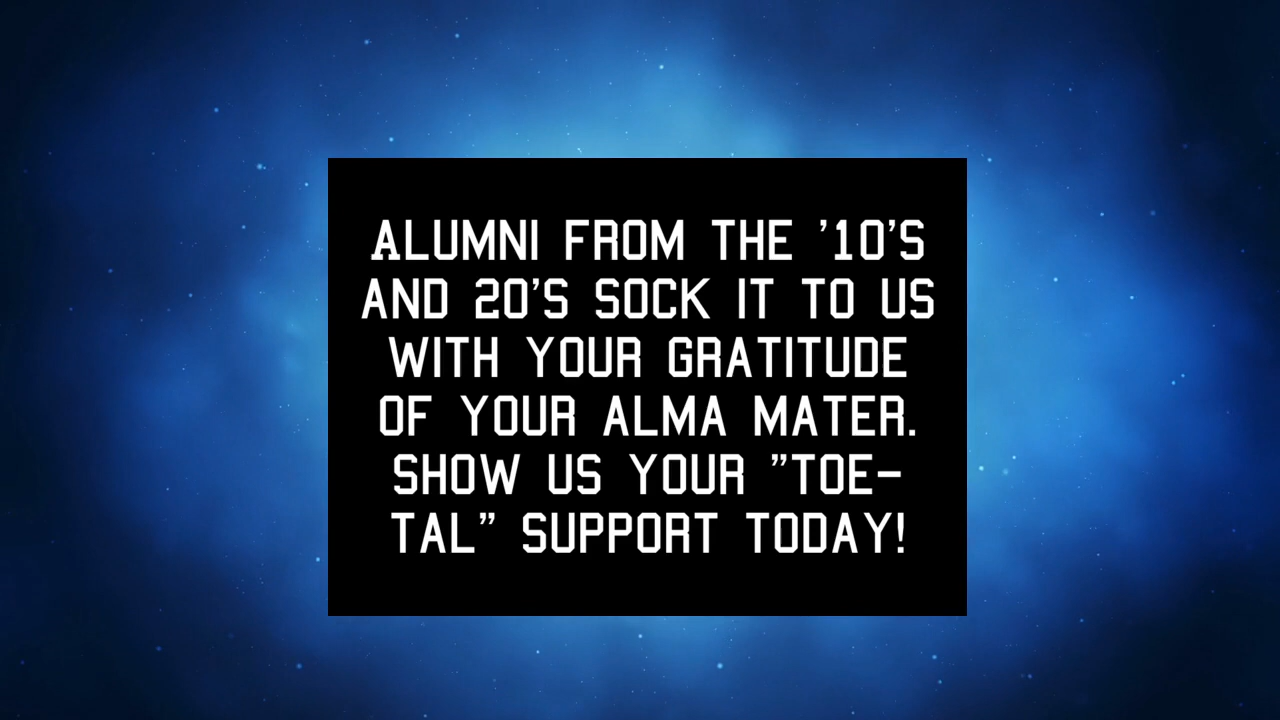 ALUMNI FROM THE '10'S
AND 20'S SOCK IT TO US
WITH YOUR GRATITUDE
OF YOUR ALMA MATER.
SHOW US YOUR "TOE-
TAL" SUPPORT TODAY!